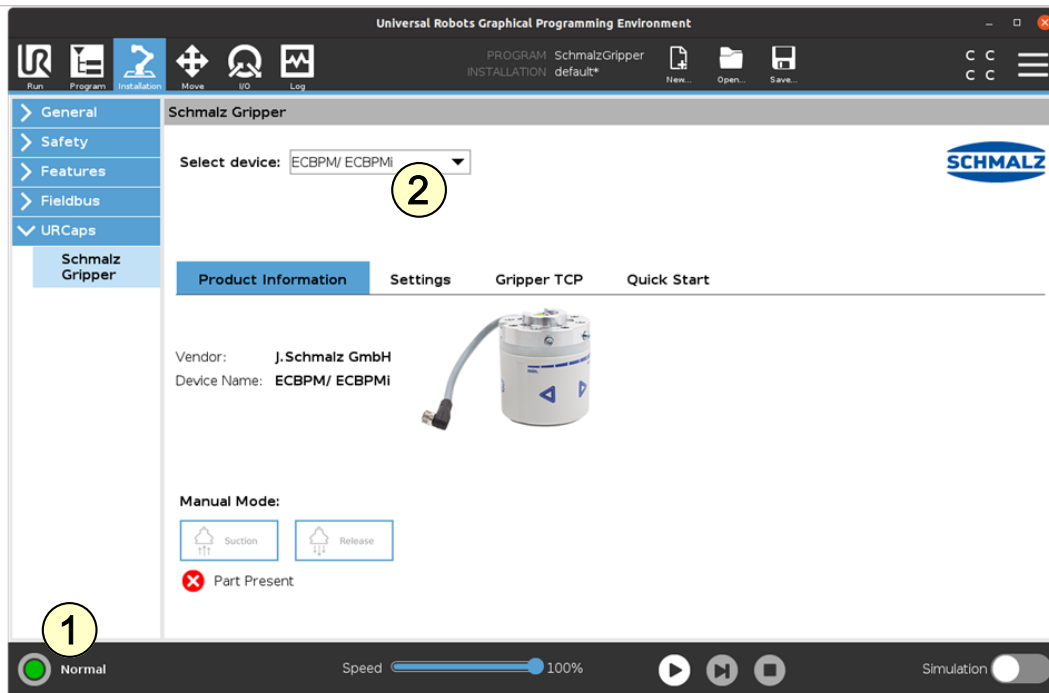 Universal Robots Graphical Programming Environment
UR
Run
Program
Installation
Move
I/O
Log
PROGRAM SchmalzGripper
INSTALLATION default*
New...
Open...
Save...
C C
C C
General
Safety
Features
Fieldbus
URCaps
Schmalz
Gripper
Schmalz Gripper
Select device: ECBPM/ ECBPMi
2
SCHMALZ
Product Information Settings Gripper TCP Quick Start
Vendor: J.Schmalz GmbH
Device Name: ECBPM/ ECBPMi
Manual Mode:
Suction Release
Part Present
1
Normal Speed 100% Simulation